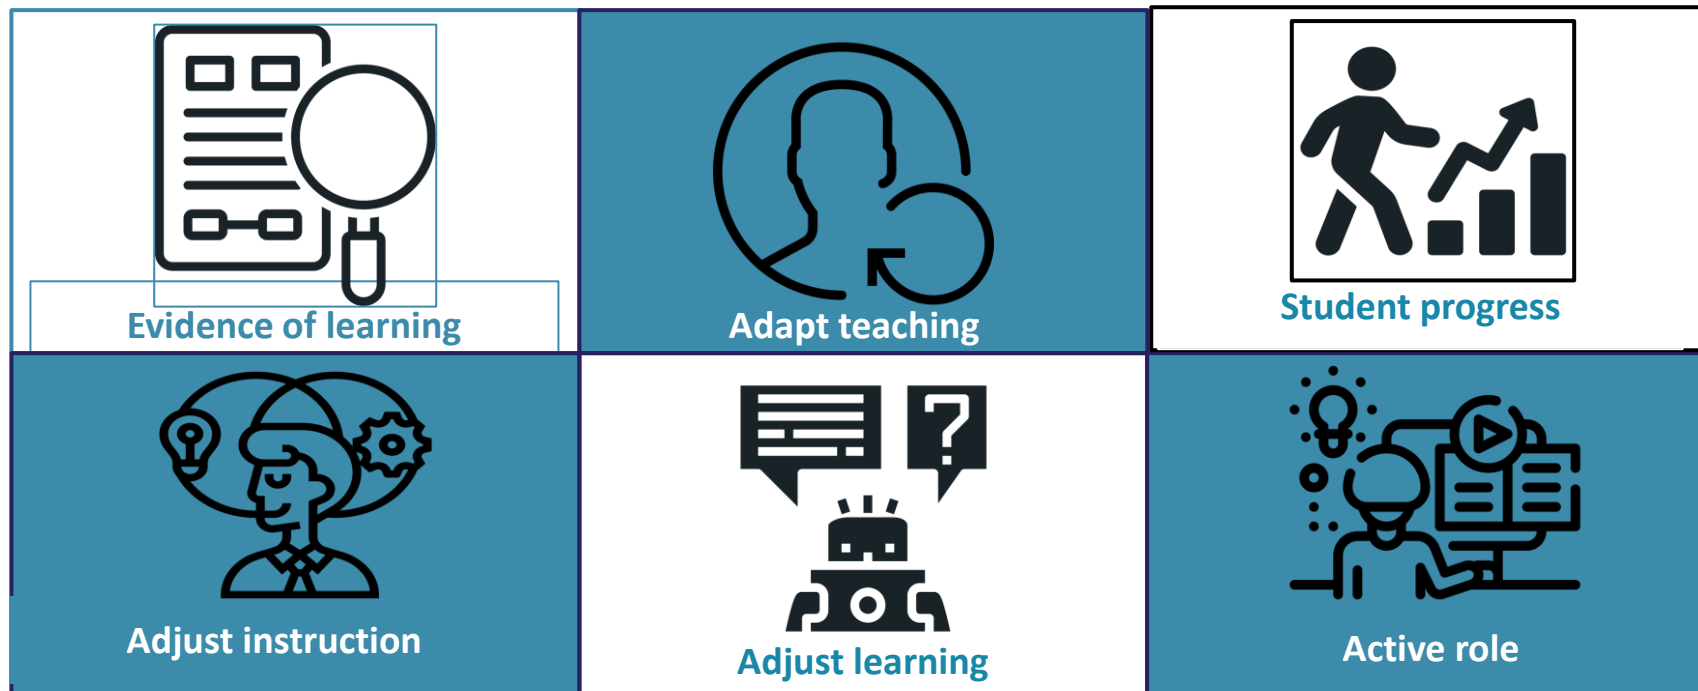 Evidence of learning
Adapt teaching
Student progress
?
Adjust instruction
Adjust learning
Active role